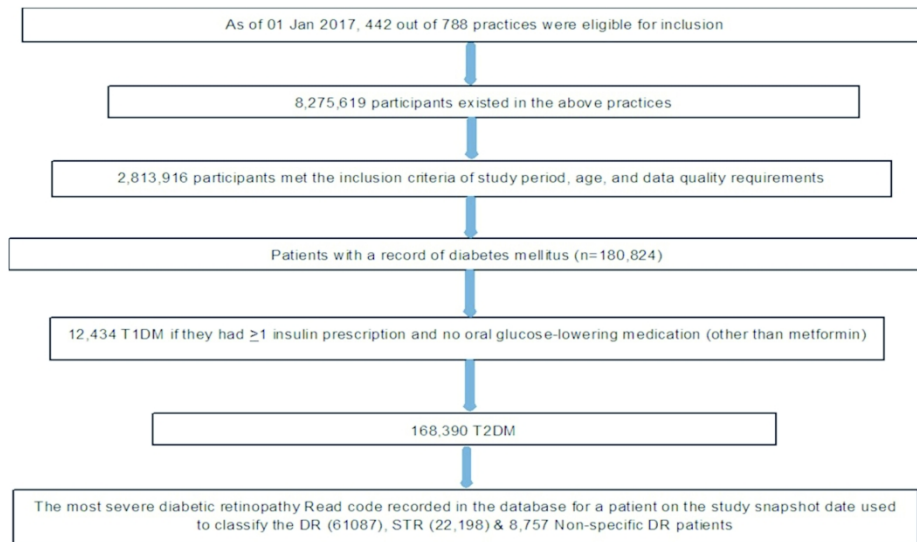 As of 01 Jan 2017, 442 out of 788 practices were eligible for inclusion
8,275,619 participants existed in the above practices
2,813,916 participants met the inclusion criteria of study period, age, and data quality requirements
Patients with a record of diabetes mellitus (n=180,824)
12,434 T1DM if they had ≥1 insulin prescription and no oral glucose-lowering medication (other than metformin)
168,390 T2DM
The most severe diabetic retinopathy Read code recorded in the database for a patient on the study snapshot date used
to classify the DR (61087), STR (22,198) & 8,757 Non-specific DR patients